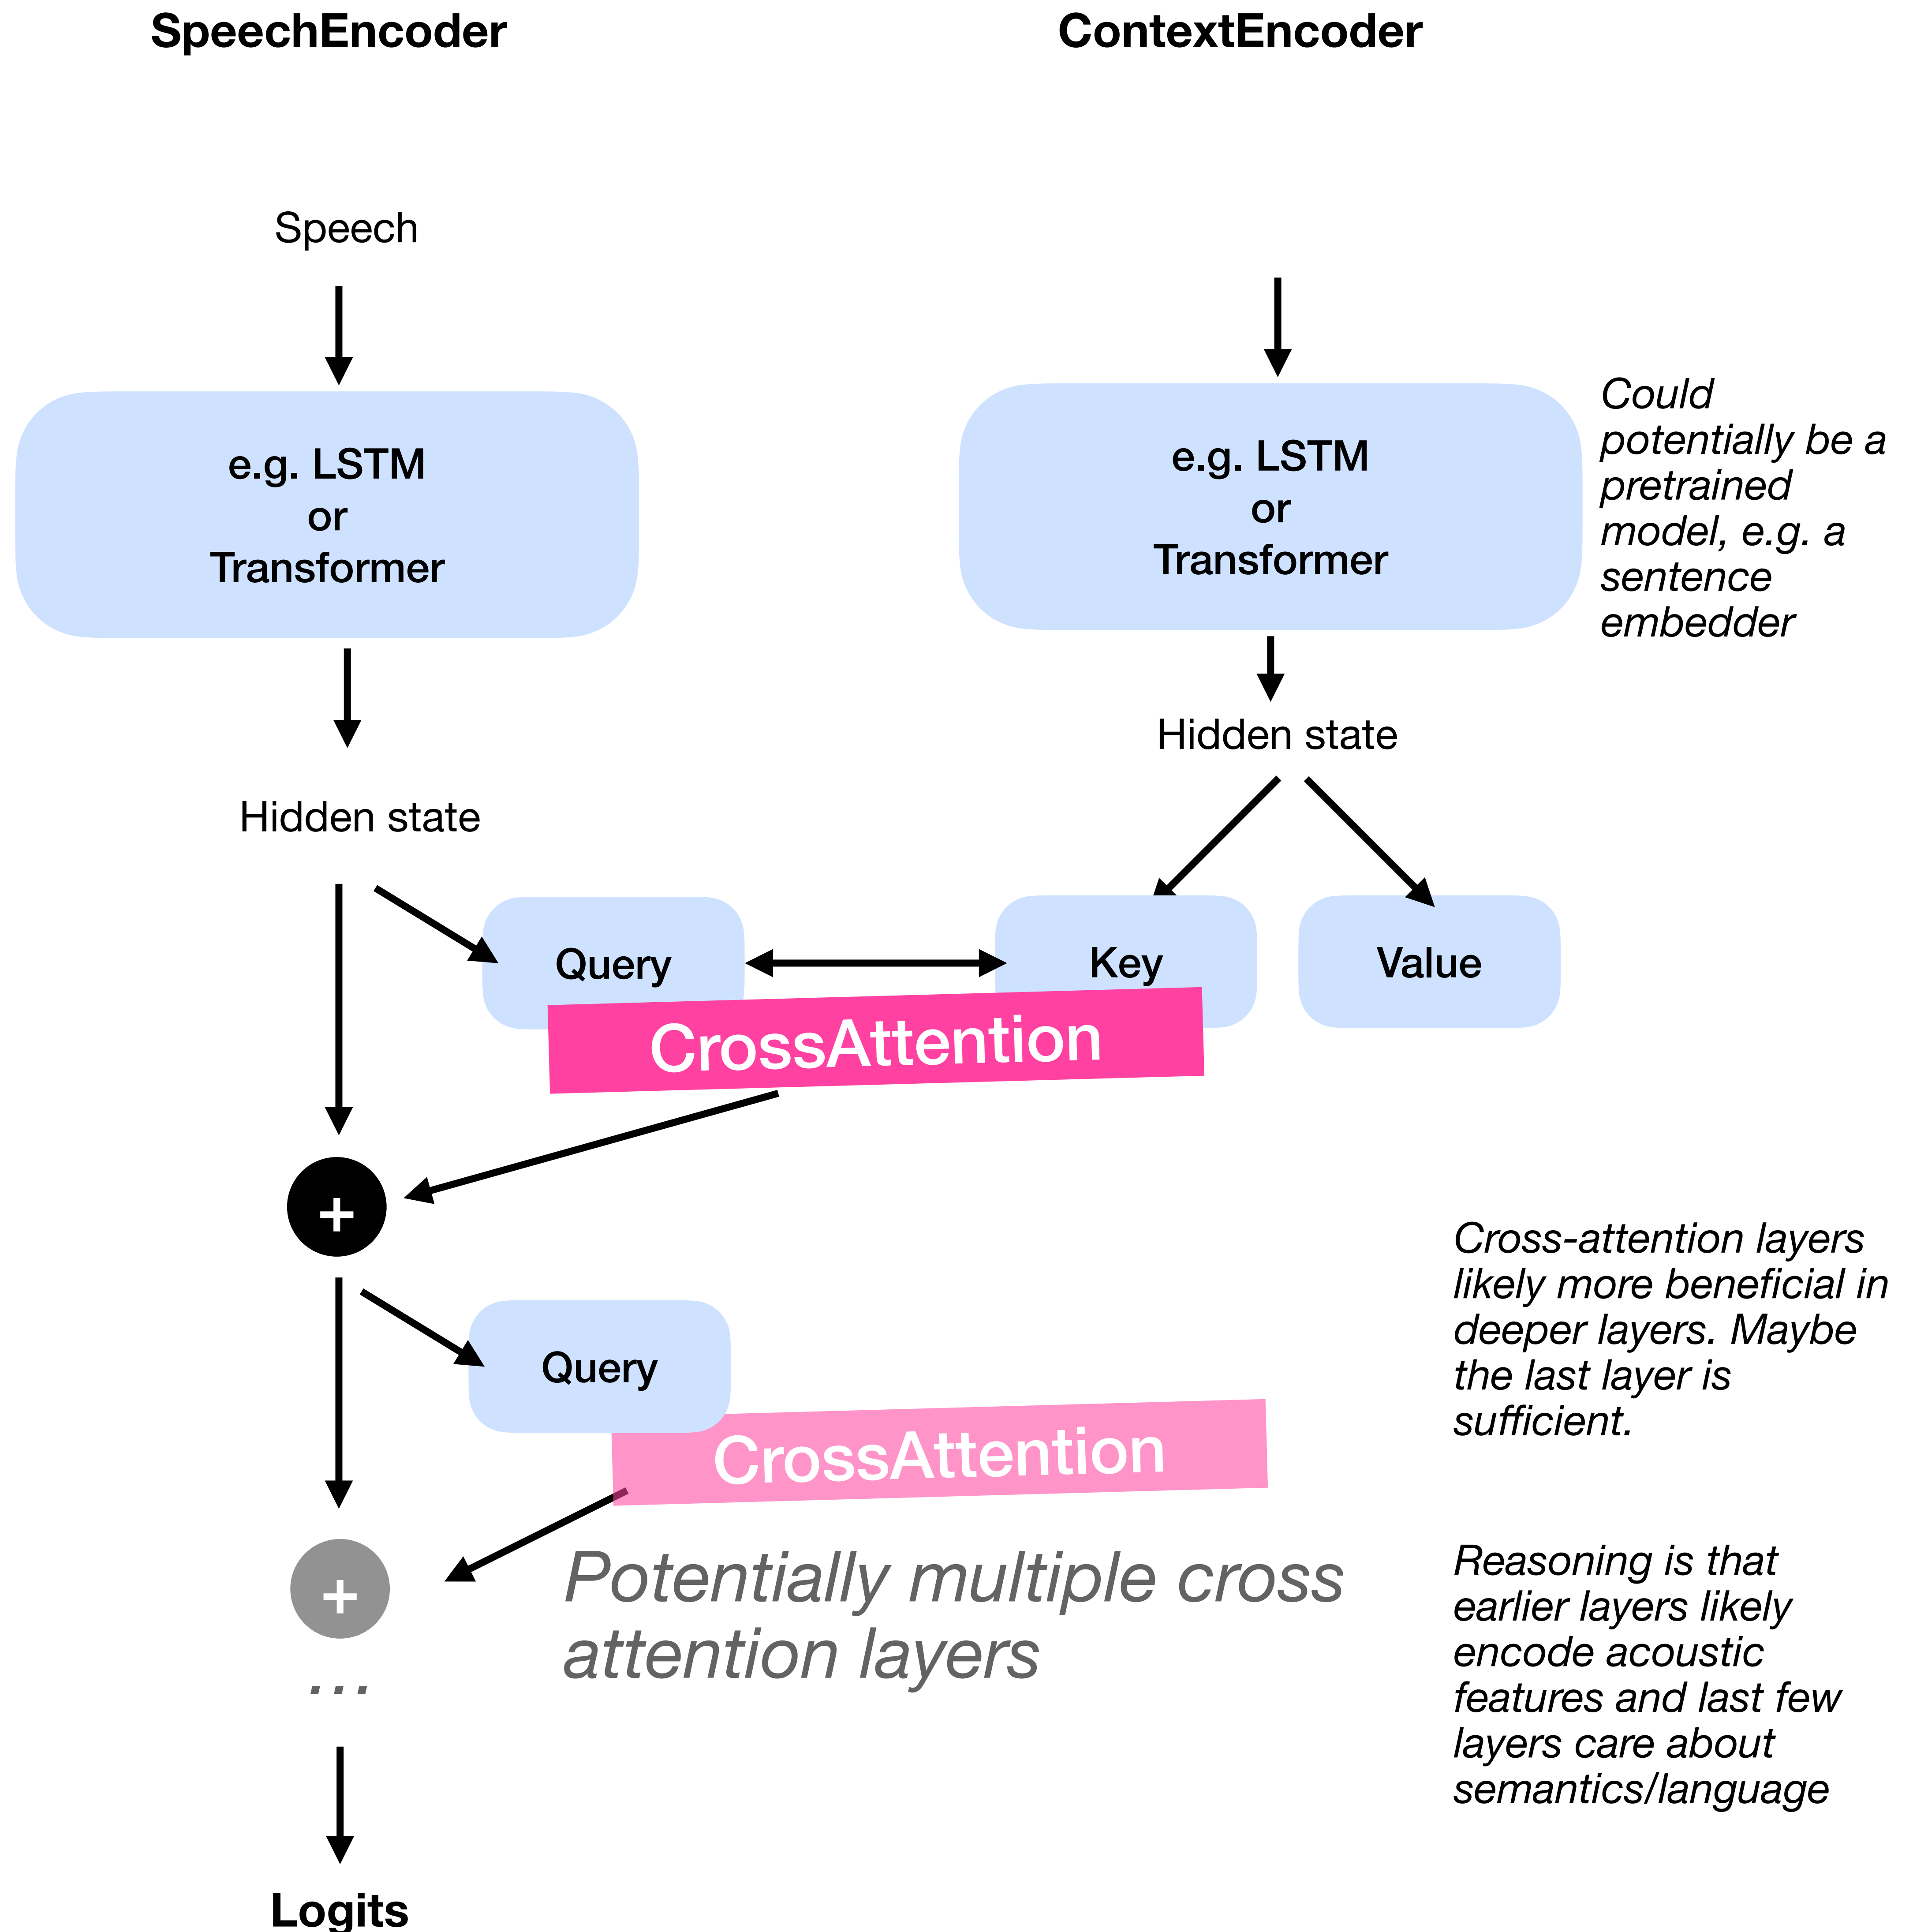 SpeechEncoder
ContextEncoder
Speech
e.g. LSTM
or
Transformer
e.g. LSTM
or
Transformer
Could
potentially be a
pretrained
model, e.g. a
sentence
embedder
Hidden state
Hidden state
Query
Key
Value
CrossAttention
+
Query
CrossAttention
+
Potentially multiple cross
attention layers
...
Cross-attention layers
likely more beneficial in
deeper layers. Maybe
the last layer is
sufficient.
Reasoning is that
earlier layers likely
encode acoustic
features and last few
layers care about
semantics/language
Logits